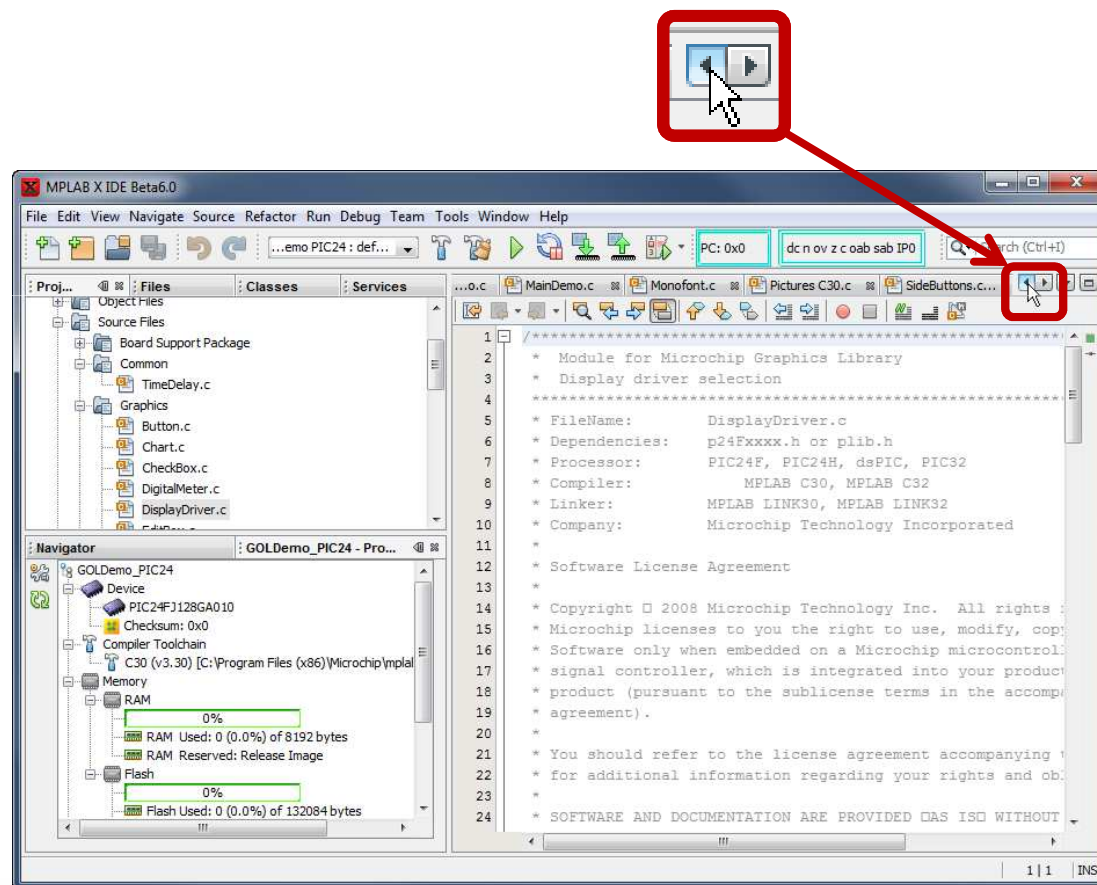 MPLAB X IDE Beta6.0
File Edit View Navigate Source Refactor Run Debug Team Tools Window Help
...emo PIC24 : def...
PC: 0x0
dc n ov z c oab sab IP0
(Ctrl+I)
Proj... Files Classes Services
Object Files
Source Files
Board Support Package
Common
TimeDelay.c
Graphics
Button.c
Chart.c
CheckBox.c
DigitalMeter.c
DisplayDriver.c
Navigator GOLDemo_PIC24 - Pro...
GOLDemo_PIC24
Device
PIC24FJ128GA010
Checksum: 0x0
Compiler Toolchain
C30 (v3.30) [C:\Program Files (x86)\Microchip\mplal
Memory
RAM
0%
RAM Used: 0 (0.0%) of 8192 bytes
RAM Reserved: Release Image
Flash
0%
Flash Used: 0 (0.0%) of 132084 bytes
...o.c MainDemo.c Monofont.c Pictures C30.c SideButtons.c...
1 /*****************************************************************
2 * Module for Microchip Graphics Library
3 * Display driver selection
4 *****************************************************************
5 * FileName: DisplayDriver.c
6 * Dependencies: p24Fxxxx.h or plib.h
7 * Processor: PIC24F, PIC24H, dsPIC, PIC32
8 * Compiler: MPLAB C30, MPLAB C32
9 * Linker: MPLAB LINK30, MPLAB LINK32
10 * Company: Microchip Technology Incorporated
11 *
12 * Software License Agreement
13 *
14 * Copyright □ 2008 Microchip Technology Inc. All rights
15 * Microchip licenses to you the right to use, modify, copy
16 * Software only when embedded on a Microchip microcontrol
17 * signal controller, which is integrated into your product
18 * product (pursuant to the sublicense terms in the accompa
19 * agreement).
20 *
21 * You should refer to the license agreement accompanying
22 * for additional information regarding your rights and obl
23 *
24 * SOFTWARE AND DOCUMENTATION ARE PROVIDED □AS IS□ WITHOUT
1 | 1 INS